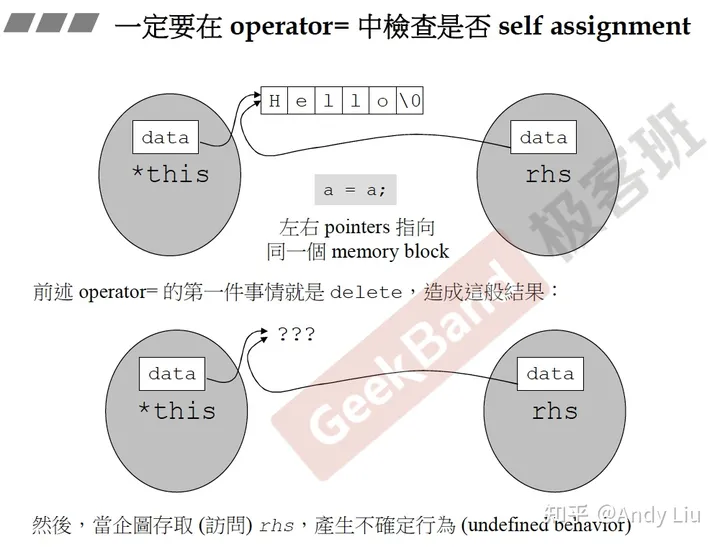 一定要在 operator= 中檢查是否 self assignment
H e l l o \0
data
*this
data
rhs
a = a;
左右 pointers 指向
同一個 memory block
前述 operator= 的第一件事情就是 delete，造成這般結果：
???
data
*this
data
rhs
然後，當企圖存取 (訪問) rhs，產生不確定行為 (undefined behavior)
GeekBand 极客班
知乎 @Andy Liu